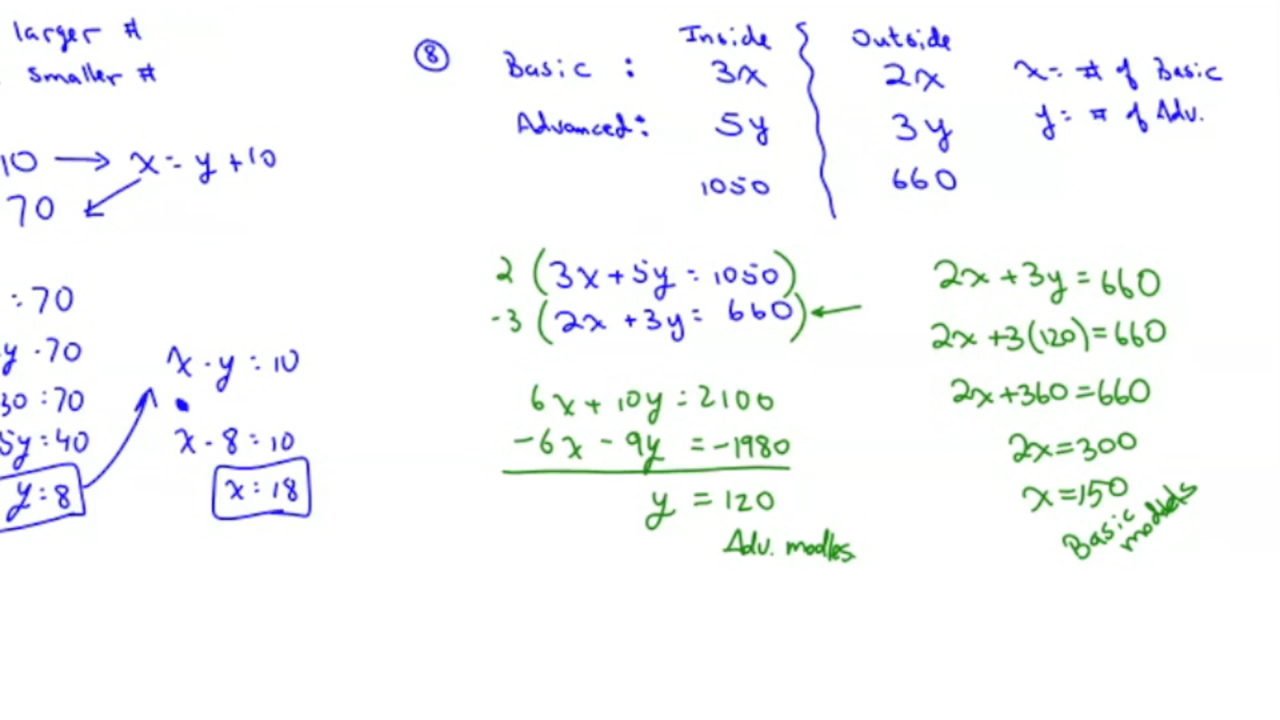 larger #
smaller #
10 → x = y + 10
70
= 70
y = 70
30 = 70
5y = 40
y = 8
x - y = 10
x - 8 = 10
x = 18
⑧
Inside Outside
Basic : 3x 2x
Advanced: 5y 3y
1050 660
x = # of Basic
y = # of Adv.
2 (3x + 5y = 1050)
-3 (2x + 3y = 660) ←
6x + 10y = 2100
-6x - 9y = -1980
y = 120
Adv. modles
2x + 3y = 660
2x + 3(120) = 660
2x + 360 = 660
2x = 300
x = 150
Basic
models